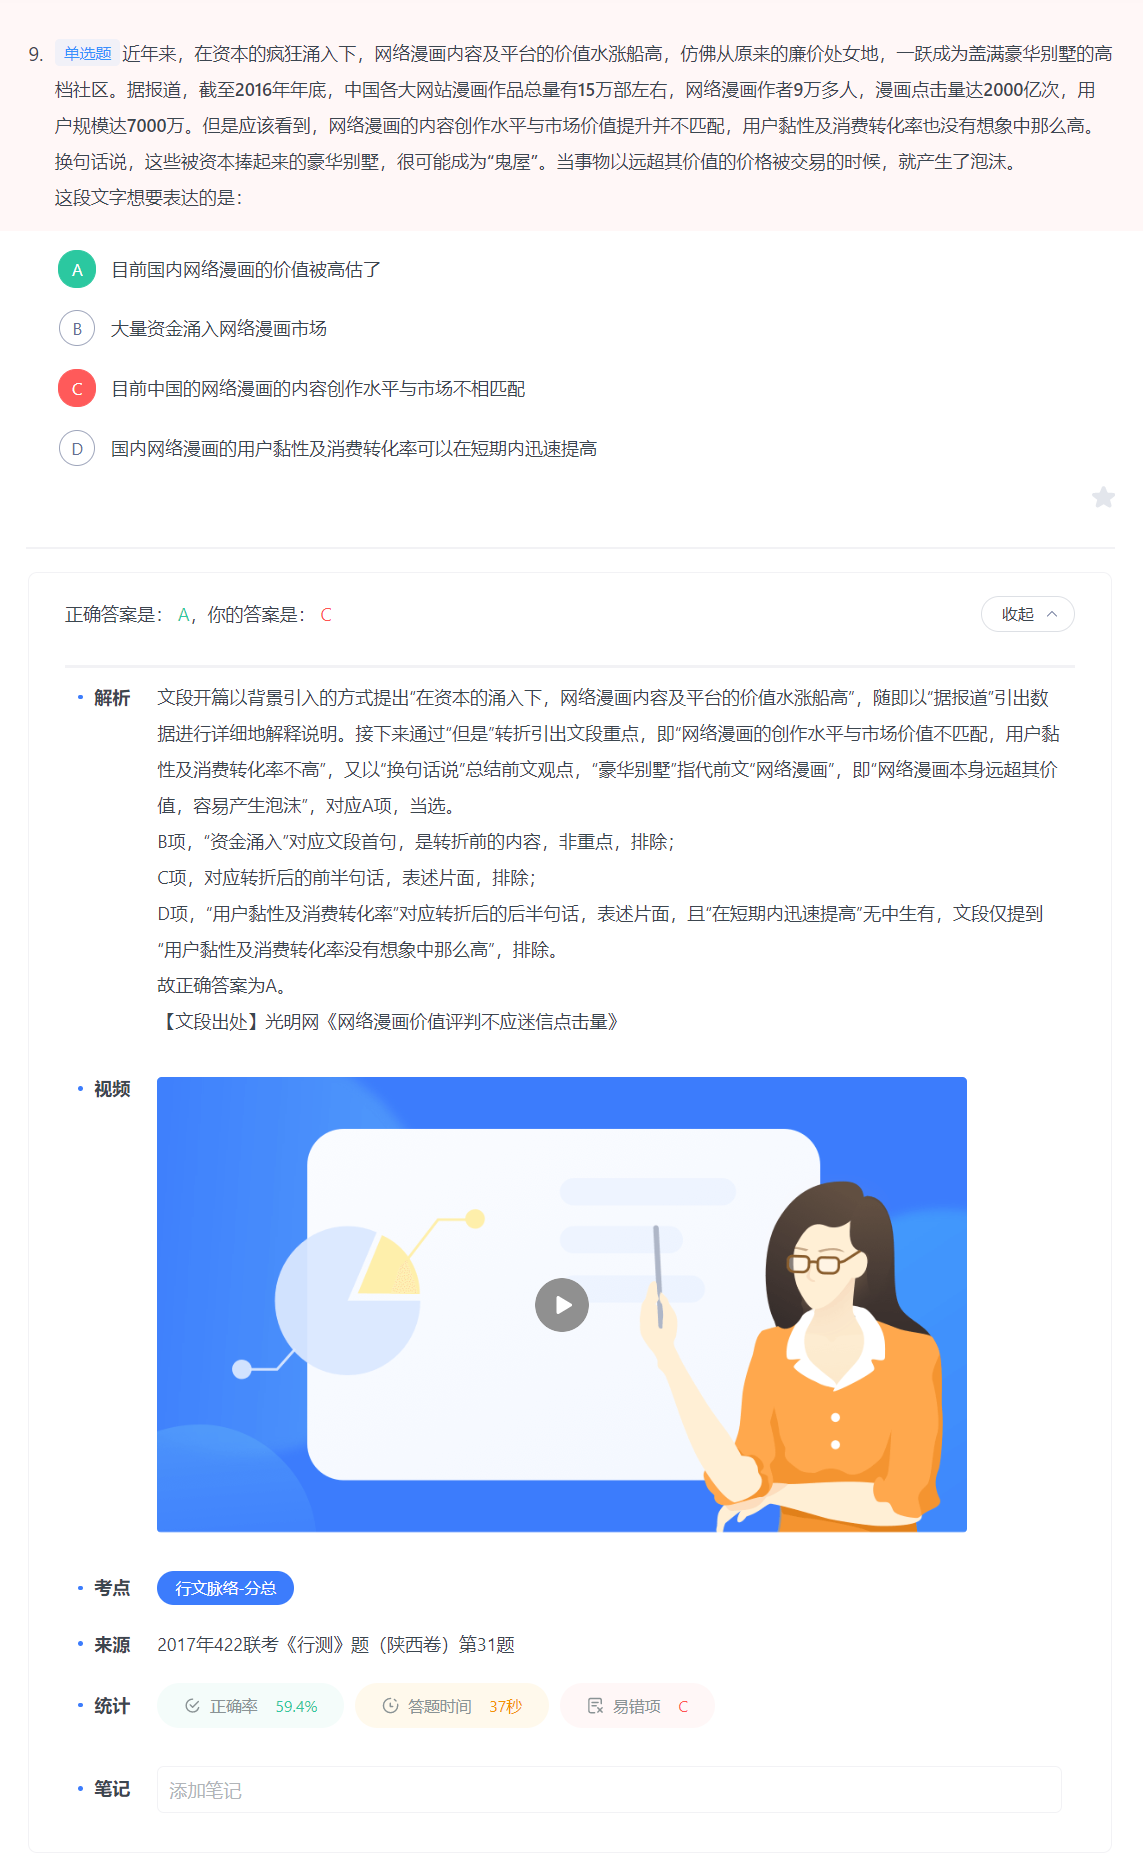 9. 单选题 近年来，在资本的疯狂涌入下，网络漫画内容及平台的价值水涨船高，仿佛从原来的廉价处女地，一跃成为盖满豪华别墅的高
档社区。据报道，截至2016年年底，中国各大网站漫画作品总量有15万部左右，网络漫画作者9万多人，漫画点击量达2000亿次，用
户规模达7000万。但是应该看到，网络漫画的内容创作水平与市场价值提升并不匹配，用户黏性及消费转化率也没有想象中那么高。
换句话说，这些被资本捧起来的豪华别墅，很可能成为“鬼屋”。当事物以远超其价值的价格被交易的时候，就产生了泡沫。
这段文字想要表达的是：
A 目前国内网络漫画的价值被高估了
B 大量资金涌入网络漫画市场
C 目前中国的网络漫画的内容创作水平与市场不相匹配
D 国内网络漫画的用户黏性及消费转化率可以在短期内迅速提高
正确答案是： A，你的答案是： C
收起
解析 文段开篇以背景引入的方式提出“在资本的涌入下，网络漫画内容及平台的价值水涨船高”，随即以“据报道”引出数
据进行详细地解释说明。接下来通过“但是”转折引出文段重点，即“网络漫画的创作水平与市场价值不匹配，用户黏
性及消费转化率不高”，又以“换句话说”总结前文观点，“豪华别墅”指代前文“网络漫画”，即“网络漫画本身远超其价
值，容易产生泡沫”，对应A项，当选。
B项，“资金涌入”对应文段首句，是转折前的内容，非重点，排除；
C项，对应转折后的前半句话，表述片面，排除；
D项，“用户黏性及消费转化率”对应转折后的后半句话，表述片面，且“在短期内迅速提高”无中生有，文段仅提到
“用户黏性及消费转化率没有想象中那么高”，排除。
故正确答案为A。
【文段出处】光明网《网络漫画价值评判不应迷信点击量》
视频
考点 行文脉络-分总
来源 2017年422联考《行测》题（陕西卷）第31题
统计 正确率 59.4% 答题时间 37秒 易错项 C
笔记 添加笔记